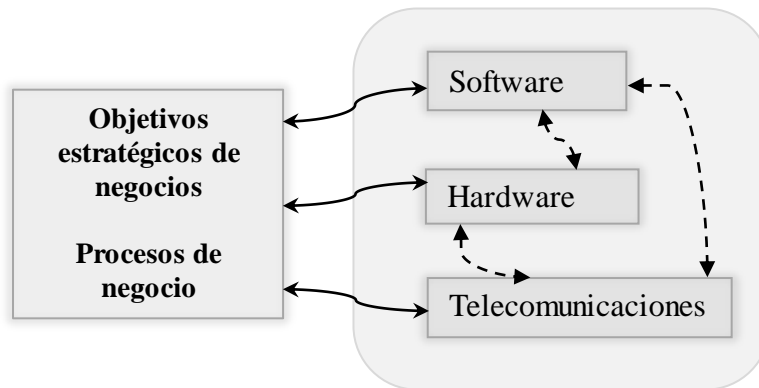 Objetivos
estratégicos de
negocios
Procesos de
negocio
Software
Hardware
Telecomunicaciones